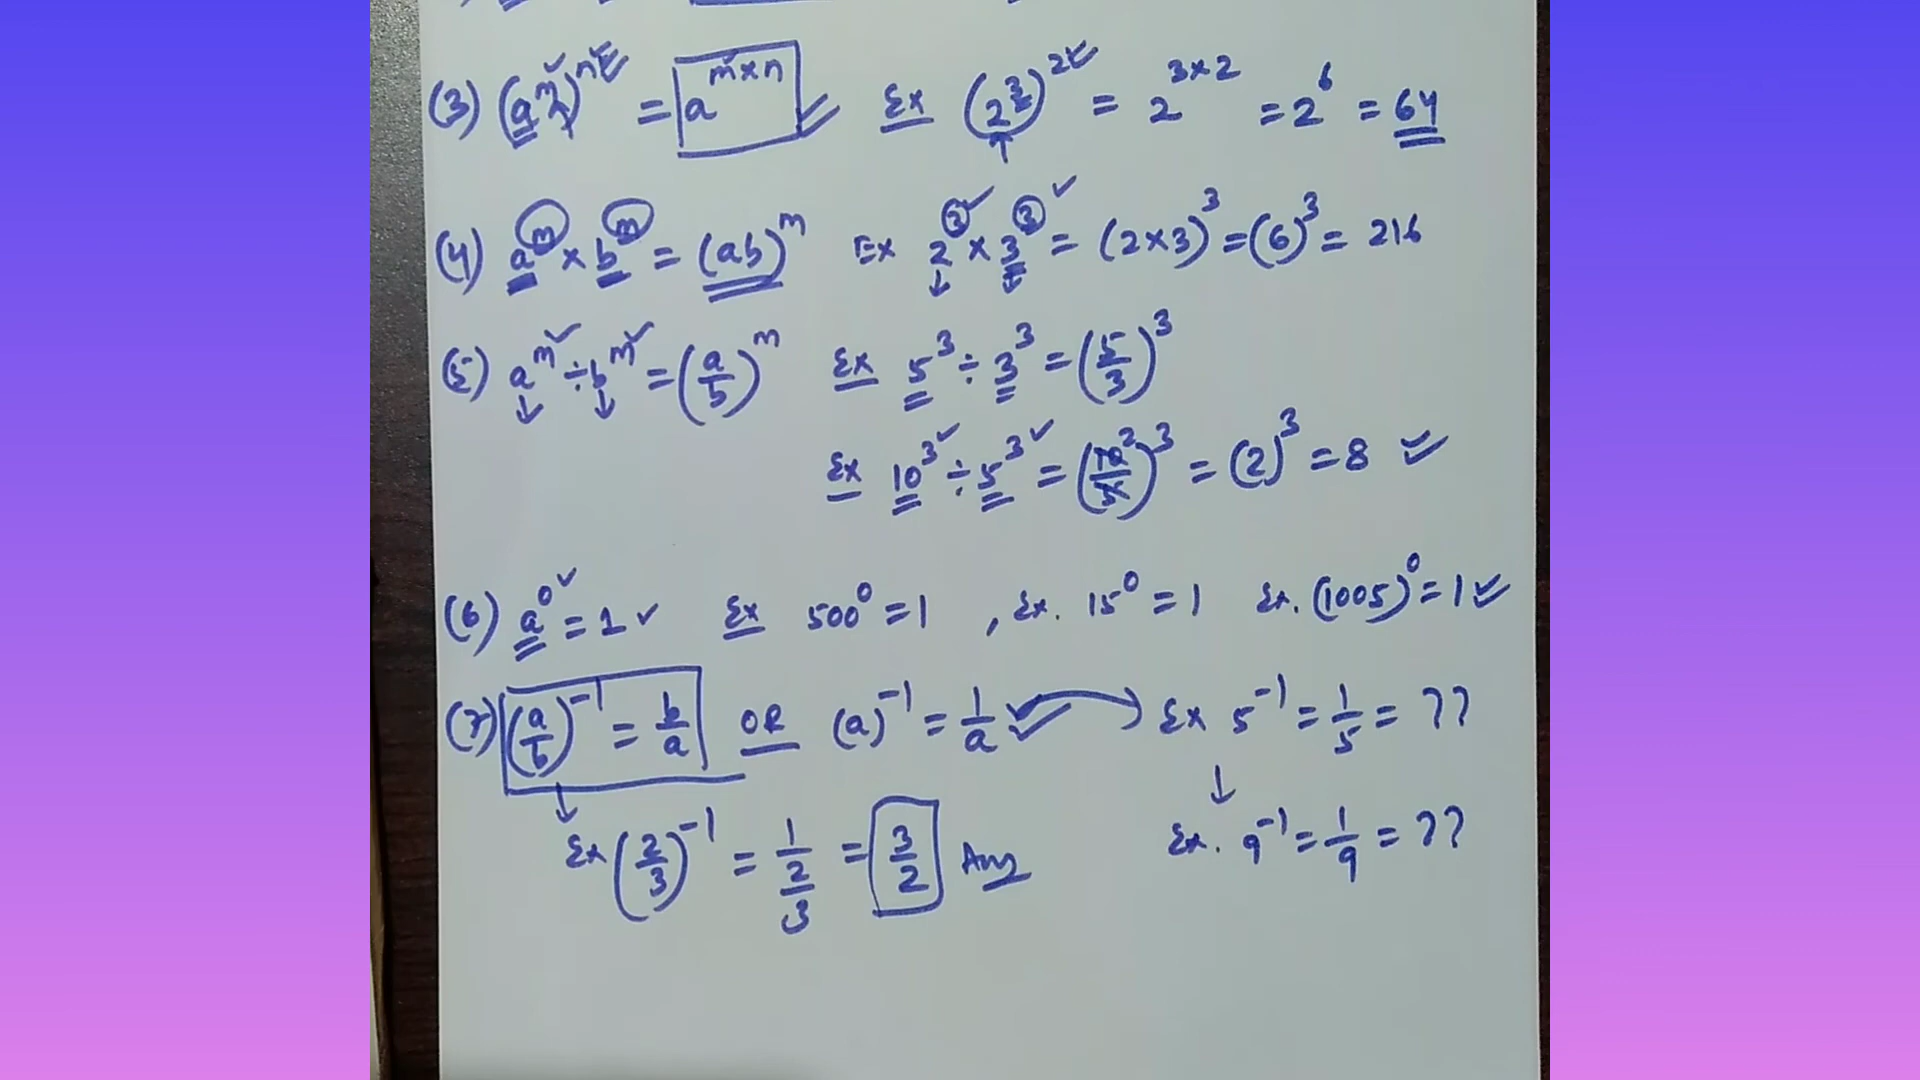 (3) (a^m)^n = a^(m×n) Ex (2^3)^2 = 2^(3×2) = 2^6 = 64
(4) a^m × b^m = (ab)^m Ex 2^3 × 3^3 = (2×3)^3 = (6)^3 = 216
(5) a^m ÷ b^m = (a/b)^m Ex 5^3 ÷ 3^3 = (5/3)^3
Ex 10^3 ÷ 5^3 = (10/5)^3 = (2)^3 = 8
(6) a^0 = 1 Ex 500^0 = 1 , Ex. 15^0 = 1 Ex. (1005)^0 = 1
(7) (a/b)^-1 = b/a OR (a)^-1 = 1/a Ex 5^-1 = 1/5 = ??
Ex (2/3)^-1 = 1/(2/3) = 3/2 Ans Ex. 9^-1 = 1/9 = ??